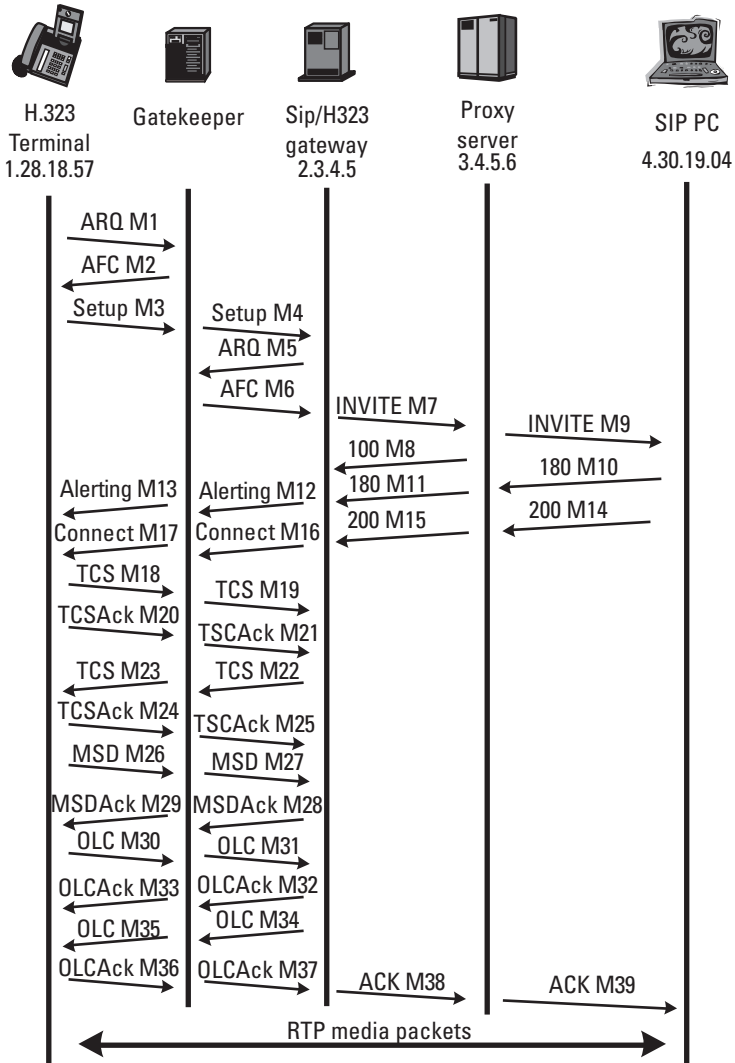 H.323
Terminal
1.28.18.57
Gatekeeper
Sip/H323
gateway
2.3.4.5
Proxy
server
3.4.5.6
SIP PC
4.30.19.04
ARQ M1
AFC M2
Setup M3
Setup M4
ARQ M5
AFC M6
INVITE M7
INVITE M9
100 M8
180 M10
Alerting M13
Alerting M12
180 M11
200 M14
Connect M17
Connect M16
200 M15
TCS M18
TCS M19
TCSAck M20
TSCAck M21
TCS M23
TCS M22
TCSAck M24
TSCAck M25
MSD M26
MSD M27
MSDAck M29
MSDAck M28
OLC M30
OLC M31
OLCAck M33
OLCAck M32
OLC M35
OLC M34
OLCAck M36
OLCAck M37
ACK M38
ACK M39
RTP media packets